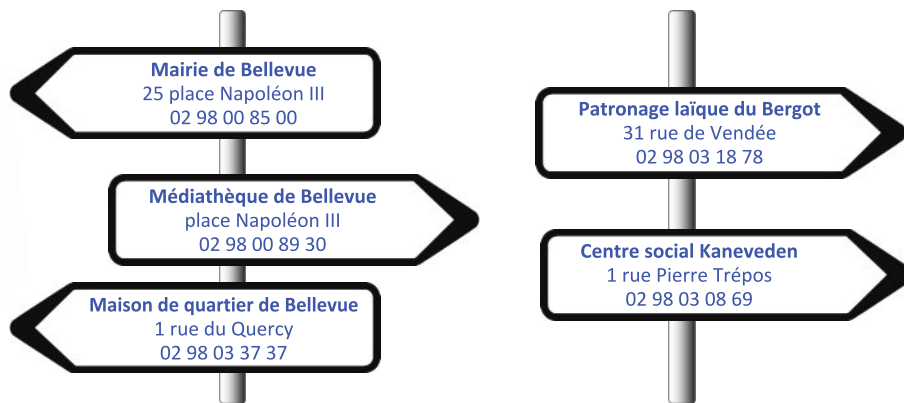 Mairie de Bellevue
25 place Napoléon III
02 98 00 85 00
Médiathèque de Bellevue
place Napoléon III
02 98 00 89 30
Maison de quartier de Bellevue
1 rue du Quercy
02 98 03 37 37
Patronage laïque du Bergot
31 rue de Vendée
02 98 03 18 78
Centre social Kaneveden
1 rue Pierre Trépos
02 98 03 08 69